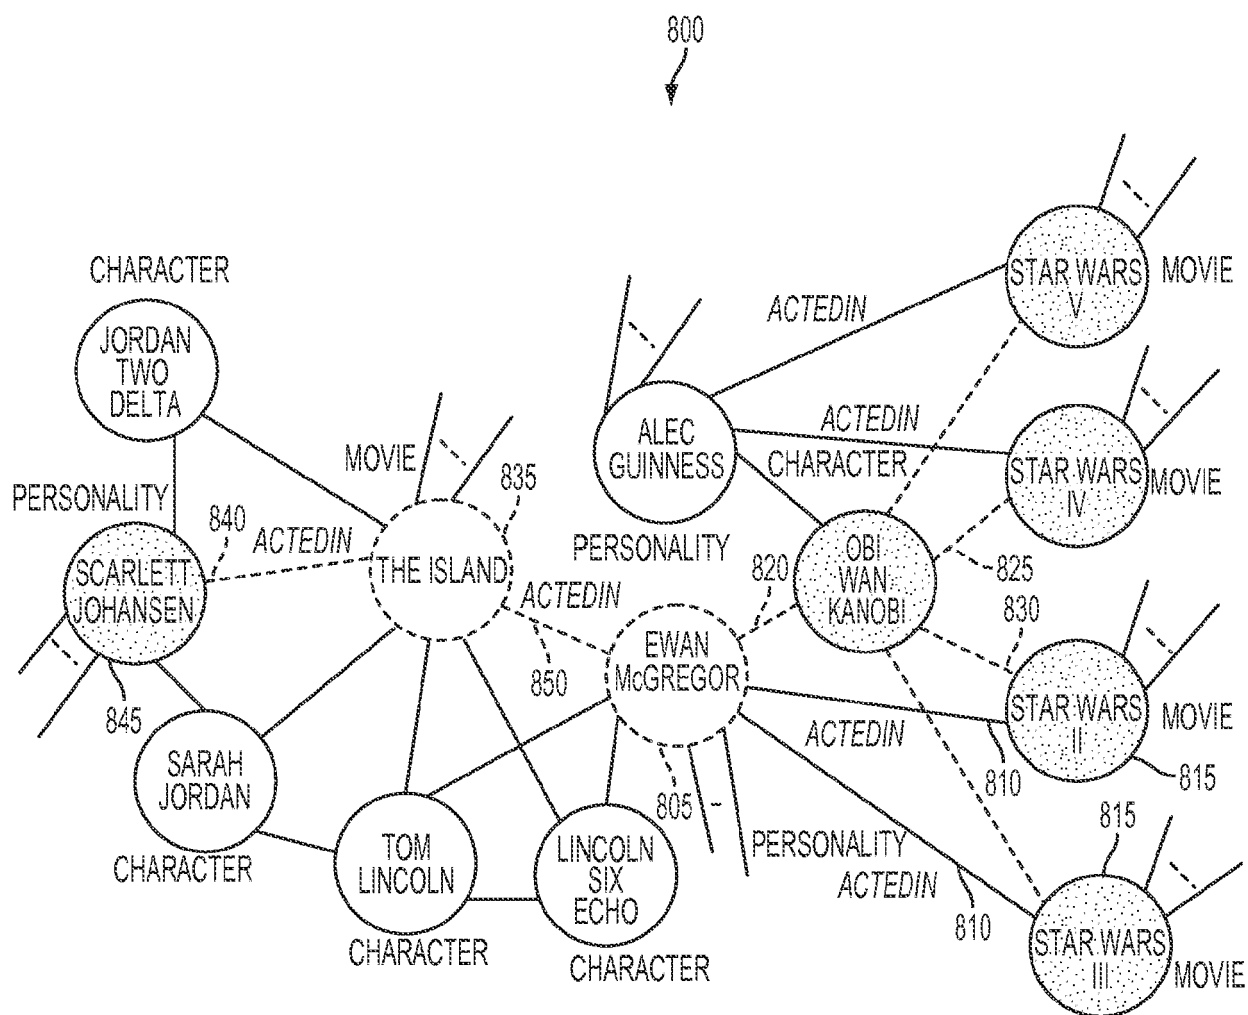 800
CHARACTER
JORDAN
TWO
DELTA
PERSONALITY
SCARLETT
JOHANSEN
845
840
ACTEDIN
MOVIE
THE ISLAND
835
ACTEDIN
850
SARAH
JORDAN
CHARACTER
TOM
LINCOLN
CHARACTER
LINCOLN
SIX
ECHO
CHARACTER
EWAN
McGREGOR
805
PERSONALITY
ALEC
GUINNESS
PERSONALITY
ACTEDIN
ACTEDIN
CHARACTER
OBI
WAN
KANOBI
820
825
830
STAR WARS
V
MOVIE
STAR WARS
IV
MOVIE
STAR WARS
II
MOVIE
815
ACTEDIN
810
ACTEDIN
810
815
STAR WARS
III
MOVIE